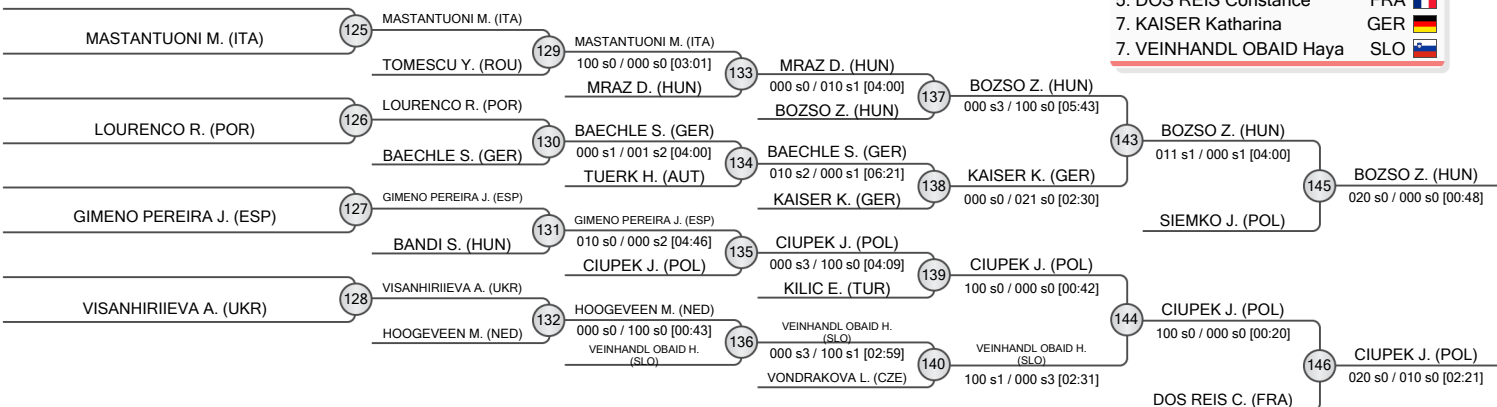 5. DOS REIS Constance FRA
7. KAISER Katharina GER
7. VEINHANDL OBAID Haya SLO
MASTANTUONI M. (ITA)
125
LOURENCO R. (POR)
126
GIMENO PEREIRA J. (ESP)
127
VISANHIRIIEVA A. (UKR)
128
MASTANTUONI M. (ITA)
TOMESCU Y. (ROU)
129
LOURENCO R. (POR)
BAECHLE S. (GER)
130
GIMENO PEREIRA J. (ESP)
BANDI S. (HUN)
131
VISANHIRIIEVA A. (UKR)
HOOGEVEEN M. (NED)
132
MASTANTUONI M. (ITA)
100 s0 / 000 s0 [03:01]
MRAZ D. (HUN)
133
BAECHLE S. (GER)
000 s1 / 001 s2 [04:00]
TUERK H. (AUT)
134
GIMENO PEREIRA J. (ESP)
010 s0 / 000 s2 [04:46]
CIUPEK J. (POL)
135
HOOGEVEEN M. (NED)
000 s0 / 100 s0 [00:43]
VEINHANDL OBAID H.
(SLO)
136
MRAZ D. (HUN)
000 s0 / 010 s1 [04:00]
BOZSO Z. (HUN)
137
BAECHLE S. (GER)
010 s2 / 000 s1 [06:21]
KAISER K. (GER)
138
CIUPEK J. (POL)
000 s3 / 100 s0 [04:09]
KILIC E. (TUR)
139
VEINHANDL OBAID H.
(SLO)
000 s3 / 100 s1 [02:59]
VONDRAKOVA L. (CZE)
140
BOZSO Z. (HUN)
000 s3 / 100 s0 [05:43]
KAISER K. (GER)
000 s0 / 021 s0 [02:30]
143
CIUPEK J. (POL)
100 s0 / 000 s0 [00:42]
VEINHANDL OBAID H.
(SLO)
100 s1 / 000 s3 [02:31]
144
BOZSO Z. (HUN)
011 s1 / 000 s1 [04:00]
SIEMKO J. (POL)
145
CIUPEK J. (POL)
100 s0 / 000 s0 [00:20]
DOS REIS C. (FRA)
146
BOZSO Z. (HUN)
020 s0 / 000 s0 [00:48]
CIUPEK J. (POL)
020 s0 / 010 s0 [02:21]